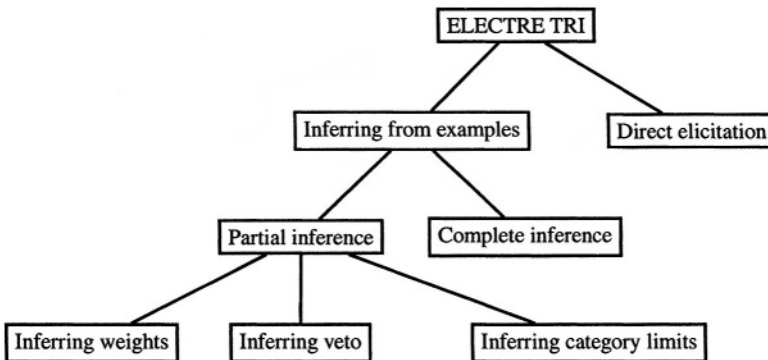 ELECTRE TRI
Inferring from examples
Direct elicitation
Partial inference
Complete inference
Inferring weights
Inferring veto
Inferring category limits